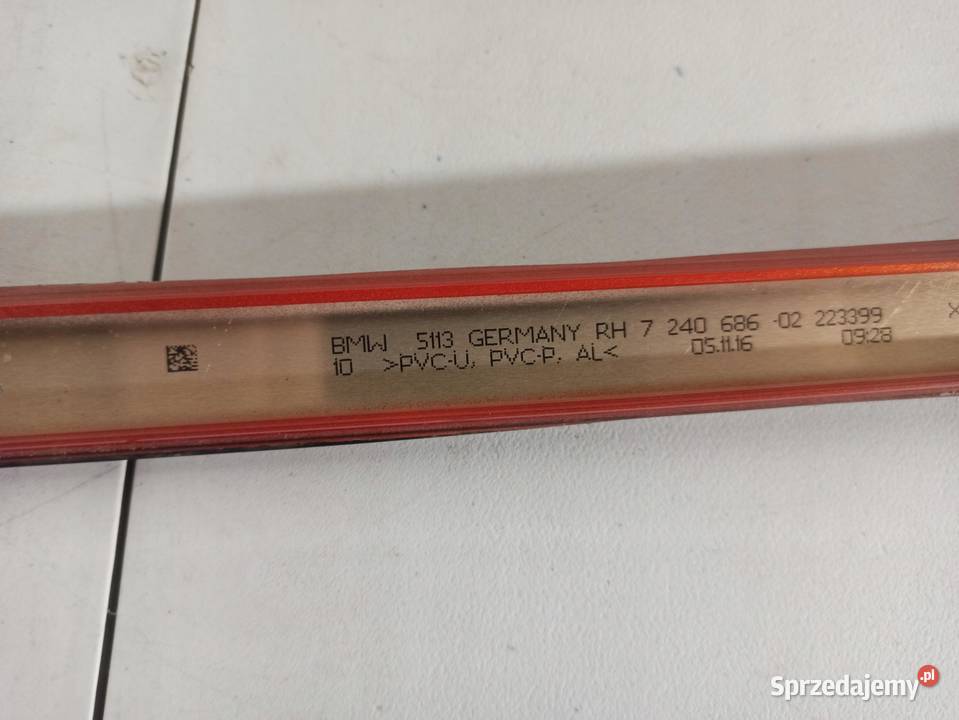 BMW 5113 GERMANY RH 7 240 686 -02 223399
10 >PVC-U, PVC-P, AL< 05.11.16 09:28
Sprzedajemy.pl